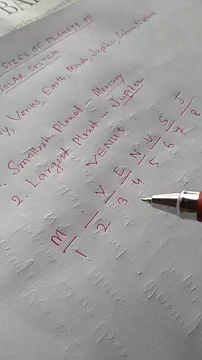 SIZES OF PLANETS OF
SOLAR SYSTEM
Venus, Earth,
1. Smallest Planet - Mercury
2. Largest Planet - Jupiter
VENUS
M V E N U S J
1 2 3 4 5 6 7 8